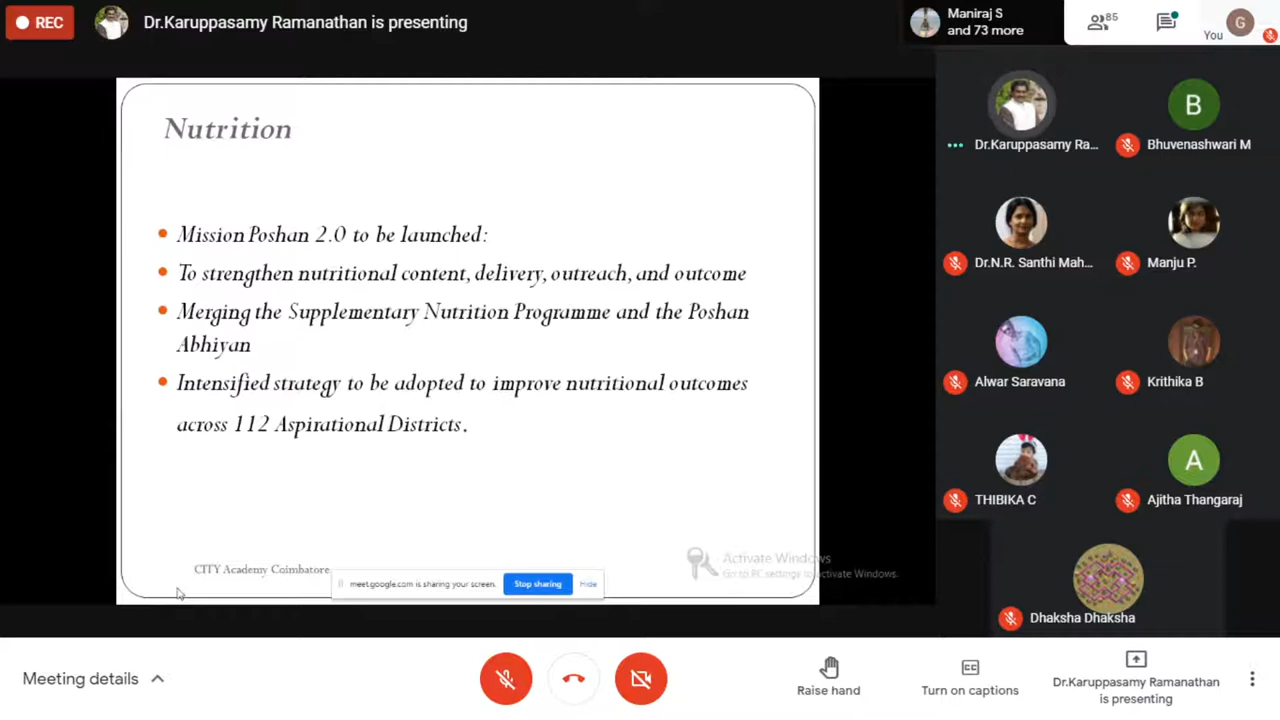 REC
Dr.Karuppasamy Ramanathan is presenting
Maniraj S
and 73 more
85
You
G
Nutrition
• Mission Poshan 2.0 to be launched:
• To strengthen nutritional content, delivery, outreach, and outcome
• Merging the Supplementary Nutrition Programme and the Poshan
Abhiyan
• Intensified strategy to be adopted to improve nutritional outcomes
across 112 Aspirational Districts.
CITY Academy Coimbatore
meet.google.com is sharing your screen.
Stop sharing
Hide
Activate Windows
Go to PC settings to activate Windows.
Dr.Karuppasamy Ra...
B
Bhuvenashwari M
Dr.N.R. Santhi Mah...
Manju P.
Alwar Saravana
Krithika B
THIBIKA C
A
Ajitha Thangaraj
Dhaksha Dhaksha
Meeting details
Raise hand
CC
Turn on captions
Dr.Karuppasamy Ramanathan
is presenting